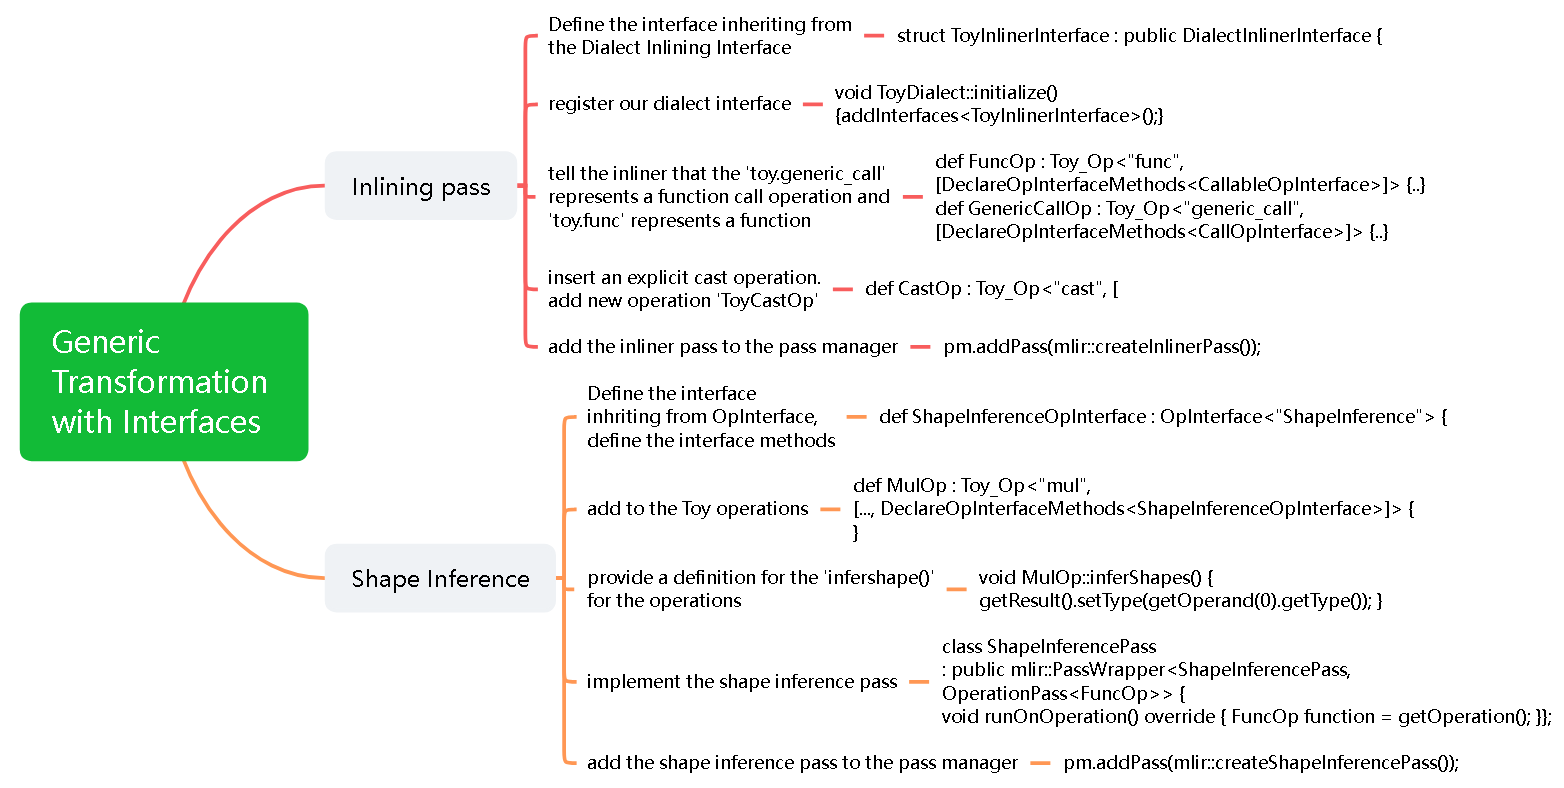 Generic
Transformation
with Interfaces
Inlining pass
Define the interface inheriting from
the Dialect Inlining Interface
struct ToyInlinerInterface : public DialectInlinerInterface {
register our dialect interface
void ToyDialect::initialize()
{addInterfaces<ToyInlinerInterface>();}
tell the inliner that the 'toy.generic_call'
represents a function call operation and
'toy.func' represents a function
def FuncOp : Toy_Op<"func",
[DeclareOpInterfaceMethods<CallableOpInterface>]> {..}
def GenericCallOp : Toy_Op<"generic_call",
[DeclareOpInterfaceMethods<CallOpInterface>]> {..}
insert an explicit cast operation.
add new operation 'ToyCastOp'
def CastOp : Toy_Op<"cast", [
add the inliner pass to the pass manager
pm.addPass(mlir::createInlinerPass());
Shape Inference
Define the interface
inhriting from OpInterface,
define the interface methods
def ShapeInferenceOpInterface : OpInterface<"ShapeInference"> {
add to the Toy operations
def MulOp : Toy_Op<"mul",
[..., DeclareOpInterfaceMethods<ShapeInferenceOpInterface>]> {
}
provide a definition for the 'infershape()'
for the operations
void MulOp::inferShapes() {
getResult().setType(getOperand(0).getType()); }
implement the shape inference pass
class ShapeInferencePass
: public mlir::PassWrapper<ShapeInferencePass,
OperationPass<FuncOp>> {
void runOnOperation() override { FuncOp function = getOperation(); }};
add the shape inference pass to the pass manager
pm.addPass(mlir::createShapeInferencePass());